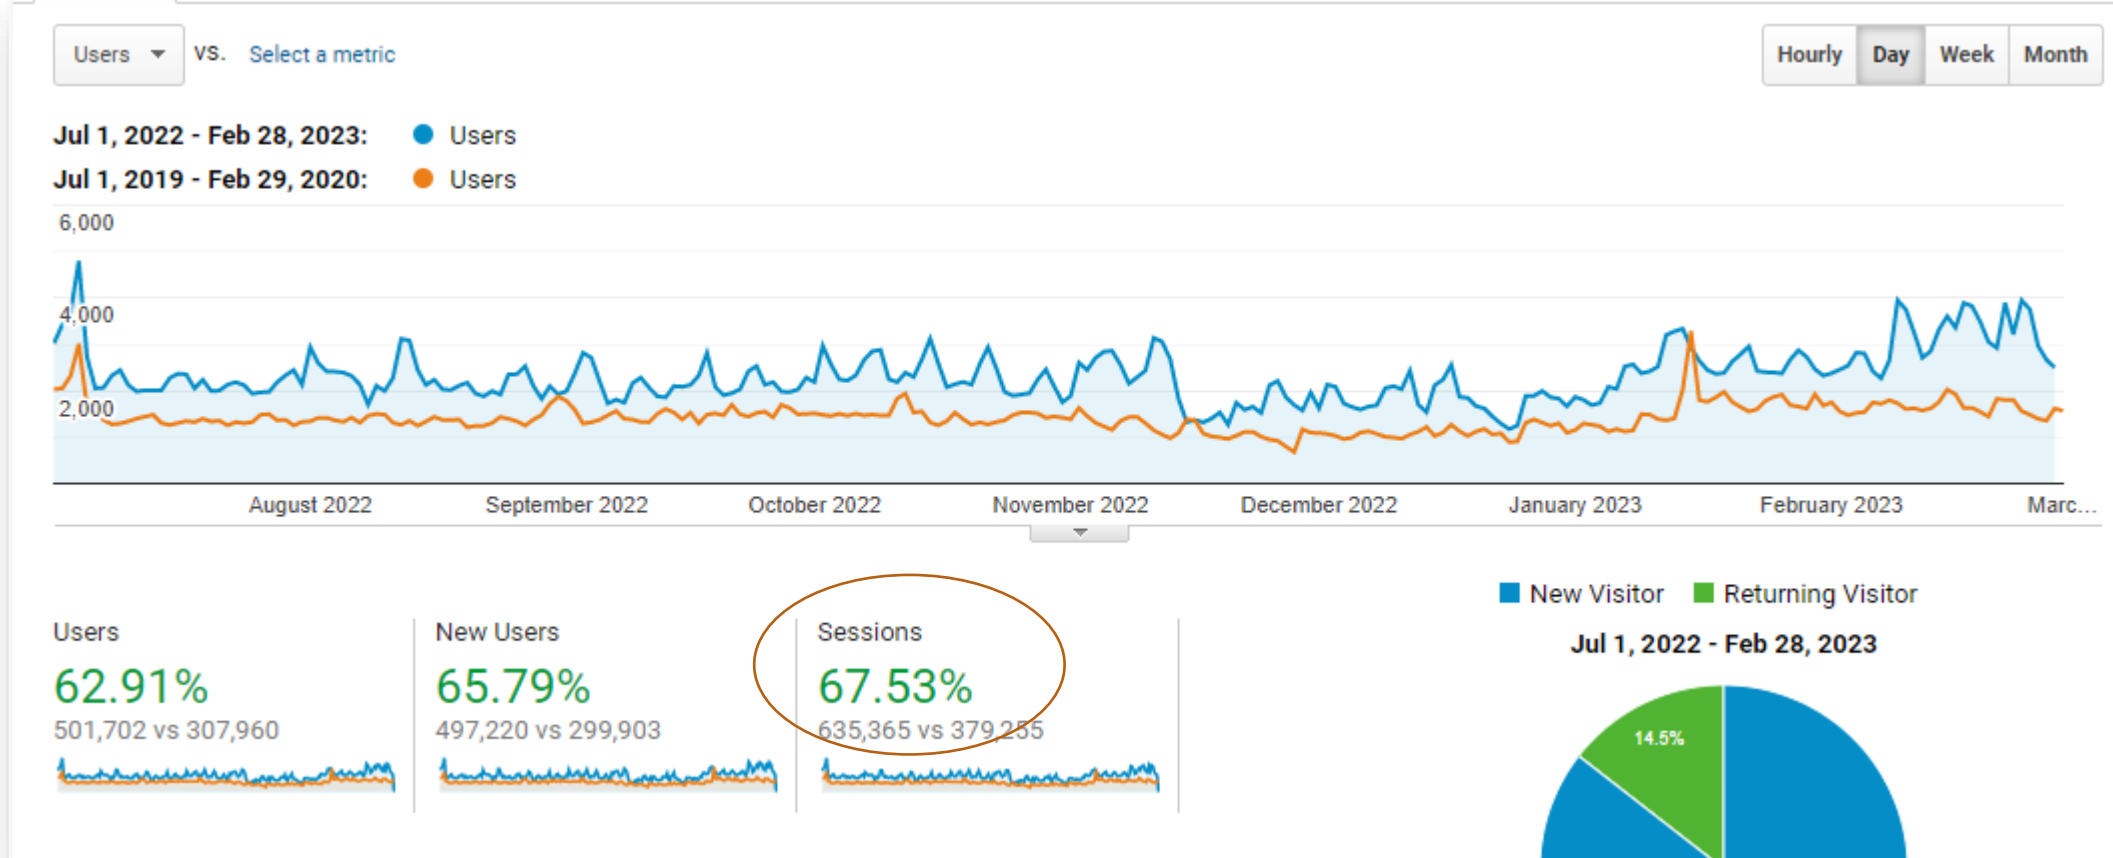 Users vs. Select a metric Hourly Day Week Month
Jul 1, 2022 - Feb 28, 2023: Users
Jul 1, 2019 - Feb 29, 2020: Users
6,000
4,000
2,000
August 2022 September 2022 October 2022 November 2022 December 2022 January 2023 February 2023 Marc...
New Visitor Returning Visitor
Jul 1, 2022 - Feb 28, 2023
Users
62.91%
501,702 vs 307,960
New Users
65.79%
497,220 vs 299,903
Sessions
67.53%
635,365 vs 379,255
14.5%